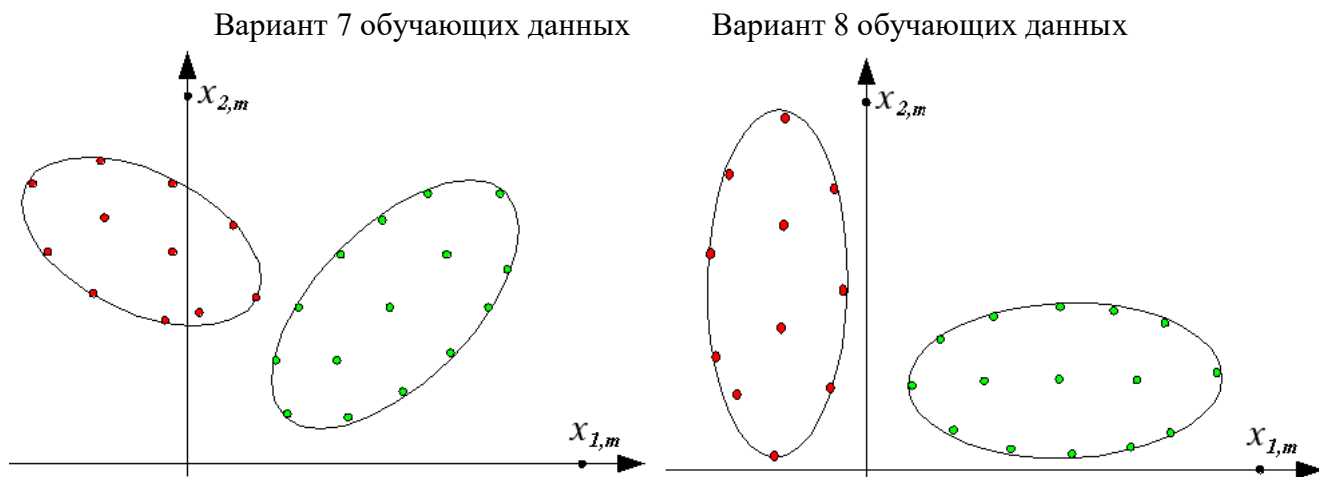 Вариант 7 обучающих данных
Вариант 8 обучающих данных
x2,m
x2,m
x1,m
x1,m